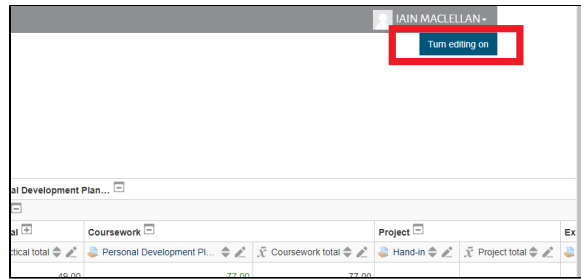 IAIN MACLELLAN
Turn editing on
al Development Plan...
al Coursework Project Ex
ctical total Personal Development Pl... x̄ Coursework total Hand-in x̄ Project total
49.00 77.00 77.00